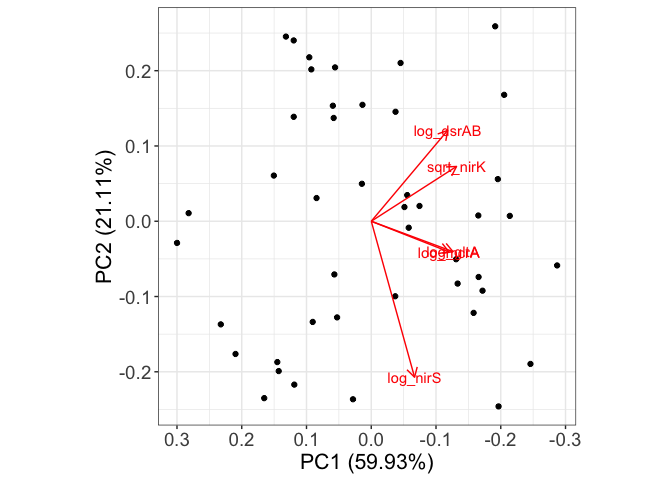 0.2
0.1
0.0
-0.1
-0.2
PC2 (21.11%)
log_dsrAB
sqrt_nirK
log_nirS
0.3 0.2 0.1 0.0 -0.1 -0.2 -0.3
PC1 (59.93%)